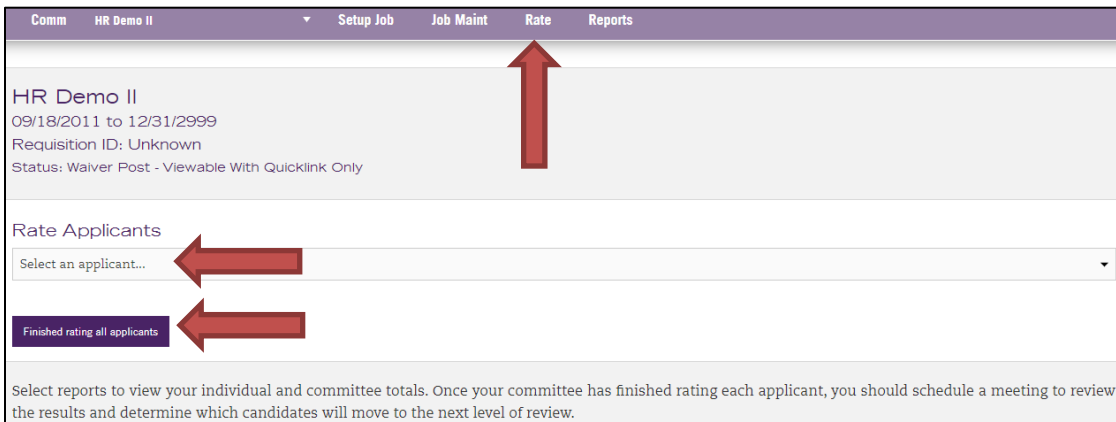 Comm HR Demo II Setup Job Job Maint Rate Reports
HR Demo II
09/18/2011 to 12/31/2999
Requisition ID: Unknown
Status: Waiver Post - Viewable With Quicklink Only
Rate Applicants
Select an applicant...
Finished rating all applicants
Select reports to view your individual and committee totals. Once your committee has finished rating each applicant, you should schedule a meeting to review
the results and determine which candidates will move to the next level of review.